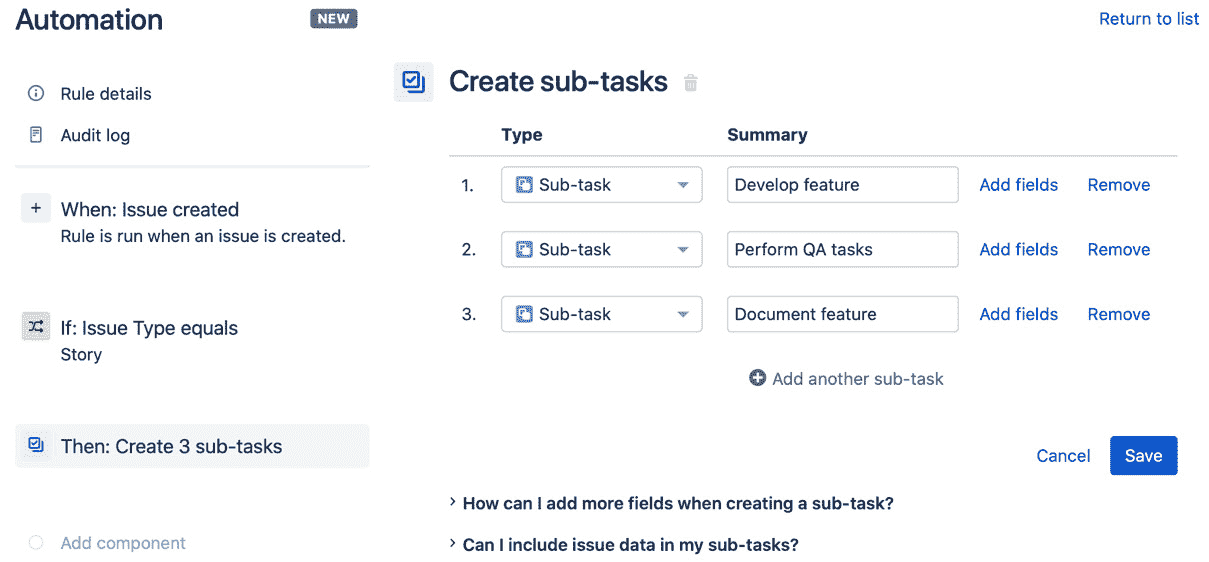 Automation
NEW
Return to list
Rule details
Audit log
When: Issue created
Rule is run when an issue is created.
If: Issue Type equals
Story
Then: Create 3 sub-tasks
Add component
Create sub-tasks
Type Summary
1. Sub-task Develop feature Add fields Remove
2. Sub-task Perform QA tasks Add fields Remove
3. Sub-task Document feature Add fields Remove
Add another sub-task
Cancel Save
How can I add more fields when creating a sub-task?
Can I include issue data in my sub-tasks?